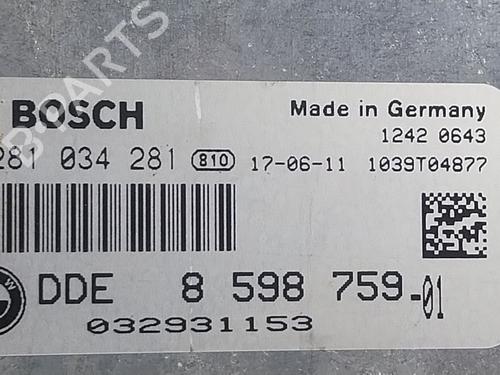 B-PARTS
BOSCH
Made in Germany
1242 0643
281 034 281 810 17-06-11 1039T04877
DDE 8 598 759-01
032931153